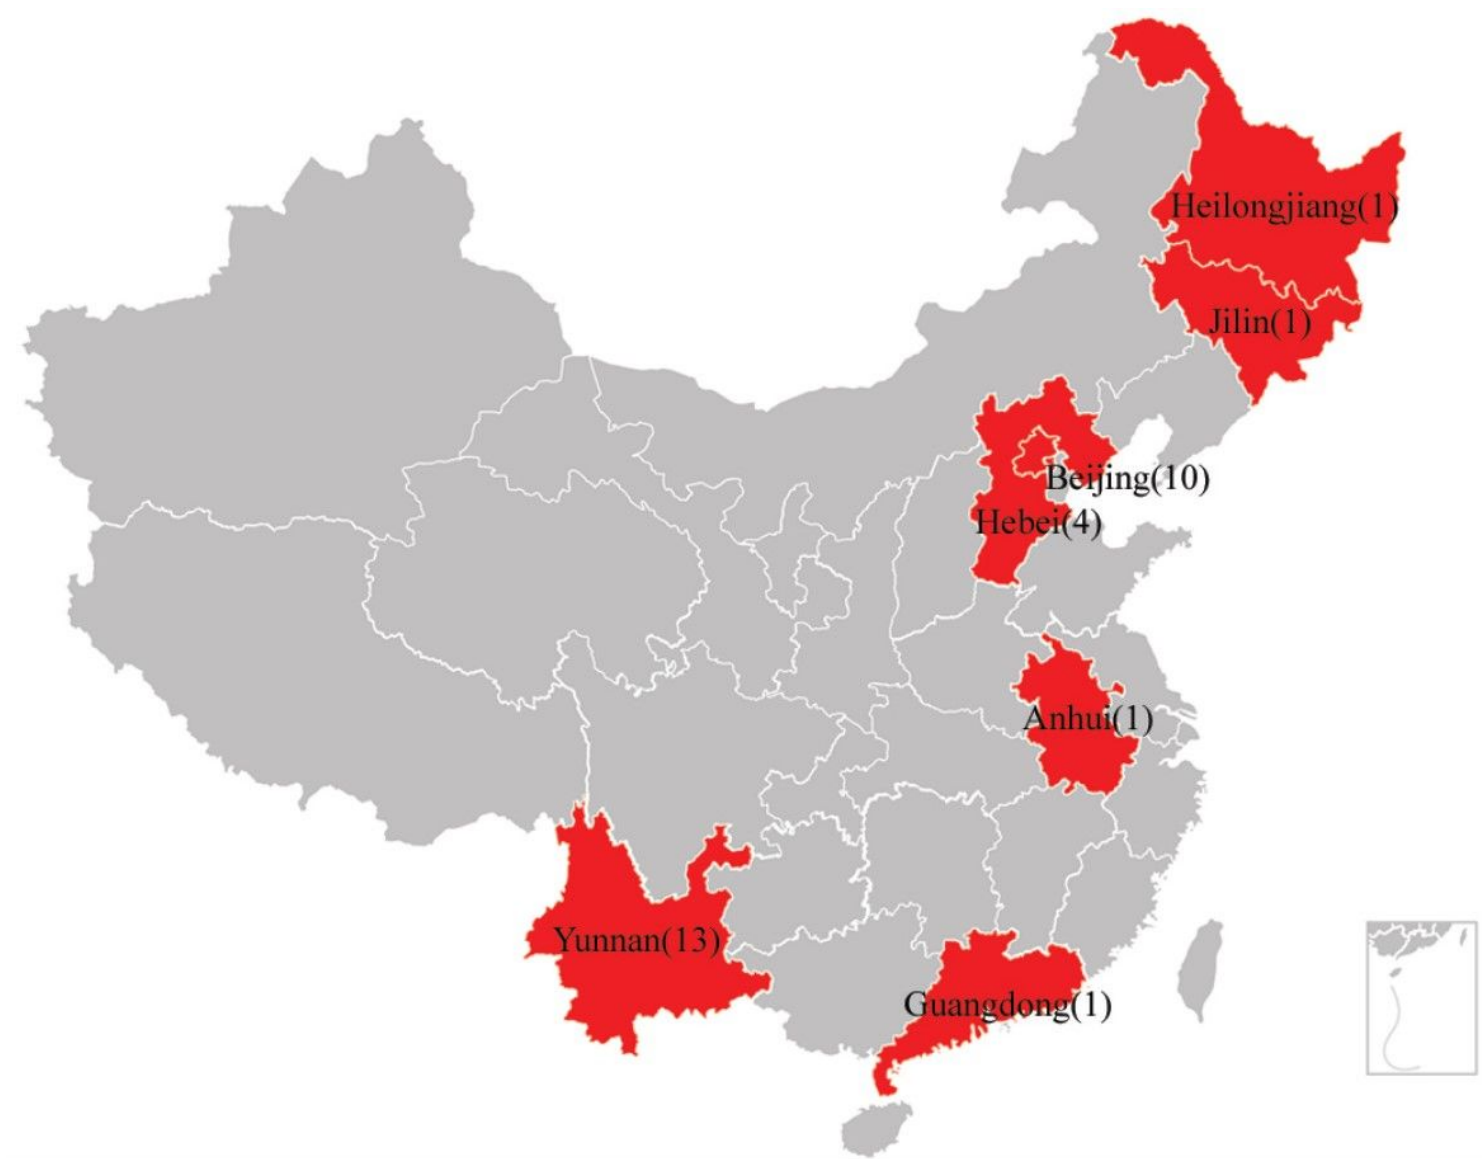 Heilongjiang(1)
Jilin(1)
Beijing(10)
Hebei(4)
Anhui(1)
Yunnan(13)
Guangdong(1)